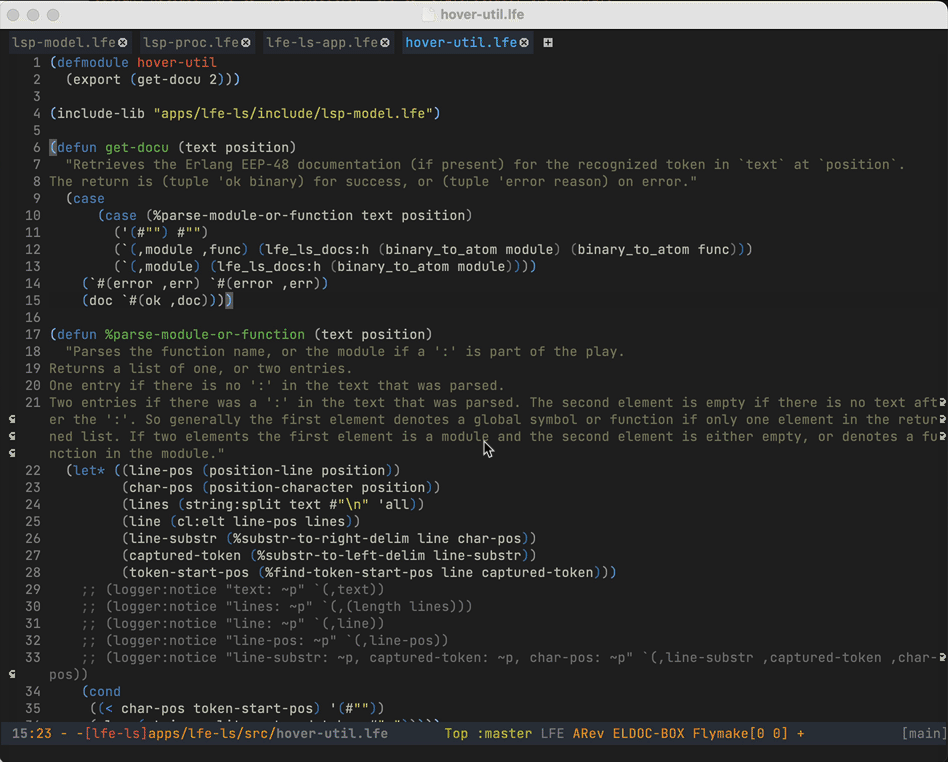 hover-util.lfe
lsp-model.lfe lsp-proc.lfe lfe-ls-app.lfe hover-util.lfe
1 (defmodule hover-util
2   (export (get-docu 2)))
3
4 (include-lib "apps/lfe-ls/include/lsp-model.lfe")
5
6 (defun get-docu (text position)
7   "Retrieves the Erlang EEP-48 documentation (if present) for the recognized token in `text` at `position`.
8 The return is (tuple 'ok binary) for success, or (tuple 'error reason) on error."
9   (case
10       (case (%parse-module-or-function text position)
11         ('(#"") #"")
12         (`(,module ,func) (lfe_ls_docs:h (binary_to_atom module) (binary_to_atom func)))
13         (`(,module) (lfe_ls_docs:h (binary_to_atom module))))
14     (`#(error ,err) `#(error ,err))
15     (doc `#(ok ,doc))))
16
17 (defun %parse-module-or-function (text position)
18   "Parses the function name, or the module if a ':' is part of the play.
19 Returns a list of one, or two entries.
20 One entry if there is no ':' in the text that was parsed.
21 Two entries if there was a ':' in the text that was parsed. The second element is empty if there is no text aft
er the ':'. So generally the first element denotes a global symbol or function if only one element in the retur
ned list. If two elements the first element is a module and the second element is either empty, or denotes a fu
nction in the module."
22   (let* ((line-pos (position-line position))
23          (char-pos (position-character position))
24          (lines (string:split text #"\n" 'all))
25          (line (cl:elt line-pos lines))
26          (line-substr (%substr-to-right-delim line char-pos))
27          (captured-token (%substr-to-left-delim line-substr))
28          (token-start-pos (%find-token-start-pos line captured-token)))
29     ;; (logger:notice "text: ~p" `(,text))
30     ;; (logger:notice "lines: ~p" `(,(length lines)))
31     ;; (logger:notice "line: ~p" `(,line))
32     ;; (logger:notice "line-pos: ~p" `(,line-pos))
33     ;; (logger:notice "line-substr: ~p, captured-token: ~p, char-pos: ~p" `(,line-substr ,captured-token ,char-
pos))
34     (cond
35      ((< char-pos token-start-pos) '(#""))
15:23 - -[lfe-ls]apps/lfe-ls/src/hover-util.lfe Top :master LFE ARev ELDOC-BOX Flymake[0 0] + [main]